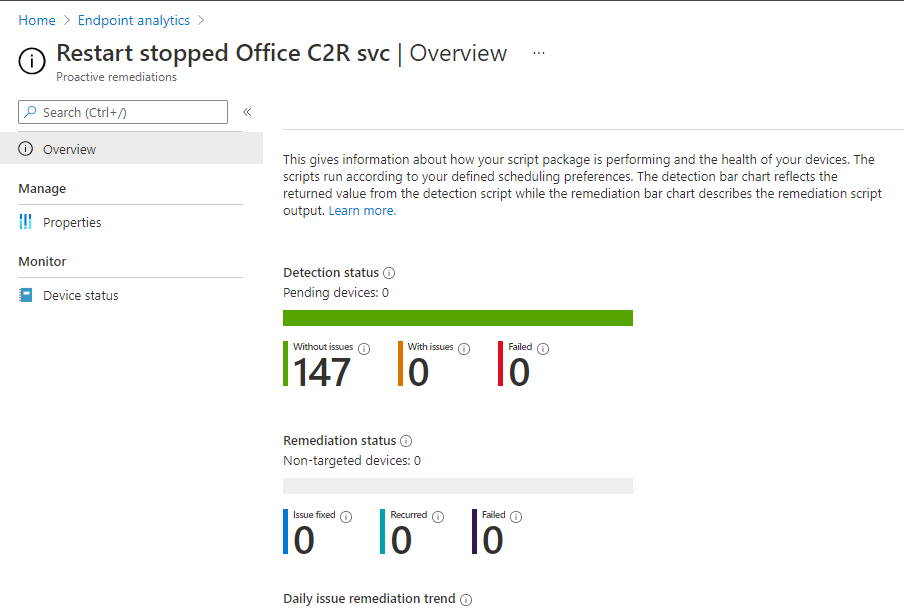 Home > Endpoint analytics >
Restart stopped Office C2R svc | Overview ...
Proactive remediations
Search (Ctrl+/) «
Overview
Manage
Properties
Monitor
Device status
This gives information about how your script package is performing and the health of your devices. The
scripts run according to your defined scheduling preferences. The detection bar chart reflects the
returned value from the detection script while the remediation bar chart describes the remediation script
output. Learn more.
Detection status
Pending devices: 0
Without issues With issues Failed
147 0 0
Remediation status
Non-targeted devices: 0
Issue fixed Recurred Failed
0 0 0
Daily issue remediation trend